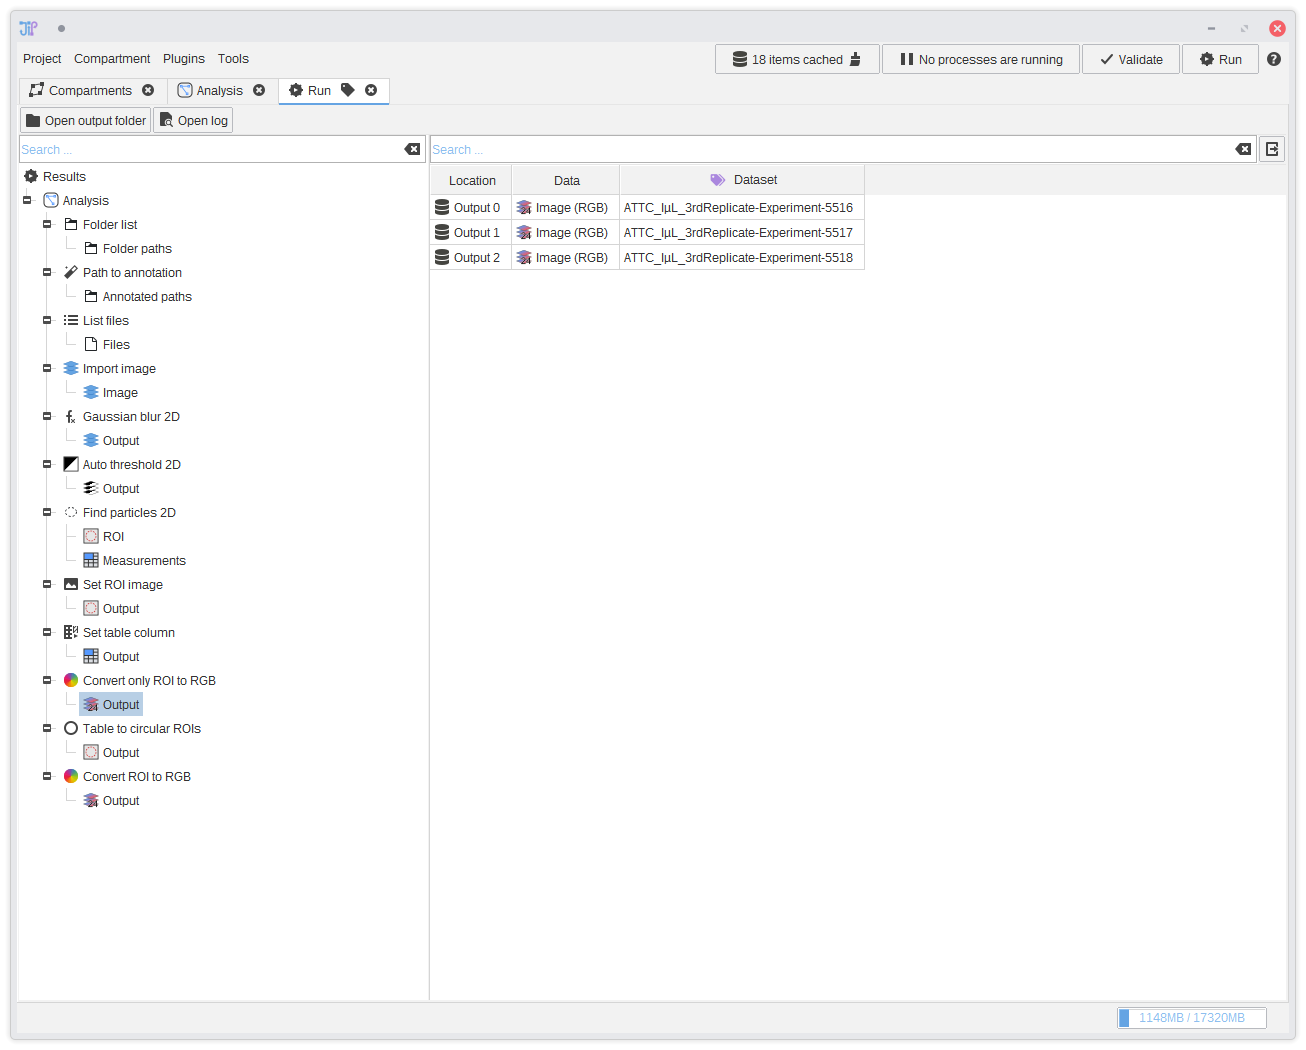 JIP
Project Compartment Plugins Tools
18 items cached No processes are running Validate Run
Compartments Analysis Run
Open output folder Open log
Search ... Search ...
Results
Analysis
Folder list
Folder paths
Path to annotation
Annotated paths
List files
Files
Import image
Image
Gaussian blur 2D
Output
Auto threshold 2D
Output
Find particles 2D
ROI
Measurements
Set ROI image
Output
Set table column
Output
Convert only ROI to RGB
Output
Table to circular ROIs
Output
Convert ROI to RGB
Output
Location Data Dataset
Output 0 Image (RGB) ATTC_IµL_3rdReplicate-Experiment-5516
Output 1 Image (RGB) ATTC_IµL_3rdReplicate-Experiment-5517
Output 2 Image (RGB) ATTC_IµL_3rdReplicate-Experiment-5518
1148MB / 17320MB